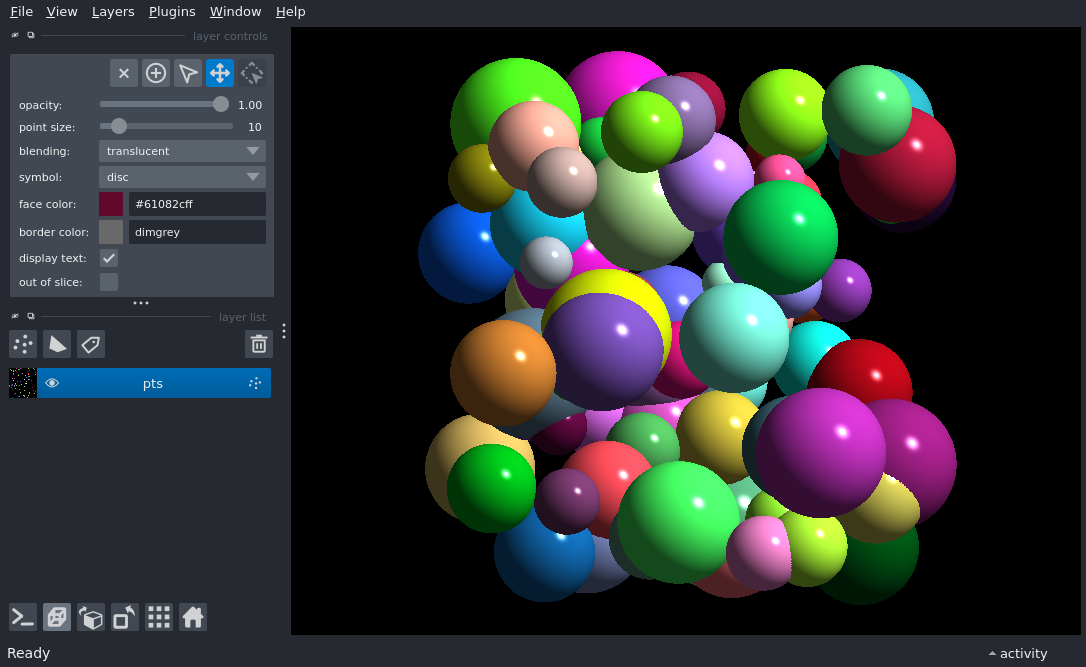 File View Layers Plugins Window Help
layer controls
opacity: 1.00
point size: 10
blending: translucent
symbol: disc
face color: #61082cff
border color: dimgrey
display text:
out of slice:
layer list
pts
Ready
activity